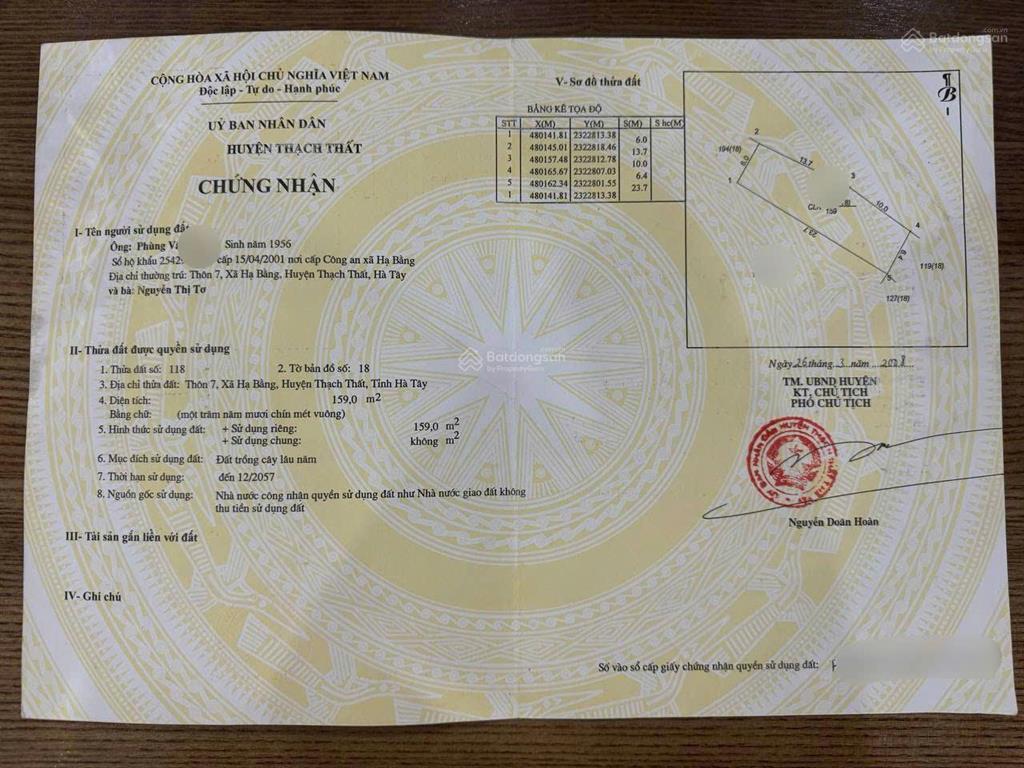 CỘNG HÒA XÃ HỘI CHỦ NGHĨA VIỆT NAM
Độc lập - Tự do - Hạnh phúc
UỶ BAN NHÂN DÂN
HUYỆN THẠCH THẤT
CHỨNG NHẬN
I- Tên người sử dụng đất
Ông: Phùng
Sinh năm 1956
Số hộ khẩu 2542 cấp 15/04/2001 nơi cấp Công an xã Hạ Bằng
Địa chỉ thường trú: Thôn 7, Xã Hạ Bằng, Huyện Thạch Thất, Hà Tây
và bà: Nguyễn Thị Tơ
II- Thửa đất được quyền sử dụng
1. Thửa đất số: 118 2. Tờ bản đồ số: 18
3. Địa chỉ thửa đất: Thôn 7, Xã Hạ Bằng, Huyện Thạch Thất, Tỉnh Hà Tây
4. Diện tích: 159,0 m2
Bằng chữ: (một trăm năm mươi chín mét vuông)
5. Hình thức sử dụng đất: + Sử dụng riêng: 159,0 m2
+ Sử dụng chung: không m2
6. Mục đích sử dụng đất: Đất trồng cây lâu năm
7. Thời hạn sử dụng: đến 12/2057
8. Nguồn gốc sử dụng: Nhà nước công nhận quyền sử dụng đất như Nhà nước giao đất không
thu tiền sử dụng đất
III- Tài sản gắn liền với đất
IV- Ghi chú
V- Sơ đồ thửa đất
BẢNG KÊ TỌA ĐỘ
STT X(M) Y(M) S(M) S hc(M)
1 480141.81 2322813.38
6.0
2 480145.01 2322818.46
13.7
3 480157.48 2322812.78
10.0
4 480165.67 2322807.03
6.4
5 480162.34 2322801.55
23.7
1 480141.81 2322813.38
B
2
194(18)
6.0
13.7
1
3
159
10.0
4
23.7
6.4
5
119(18)
127(18)
Ngày 26 tháng 3 năm
TM. UBND HUYỆN
KT. CHỦ TỊCH
PHÓ CHỦ TỊCH
Nguyễn Doãn Hoàn
Số vào sổ cấp giấy chứng nhận quyền sử dụng đất:
Batdongsan
by PropertyGuru
Batdongsan
.com.vn